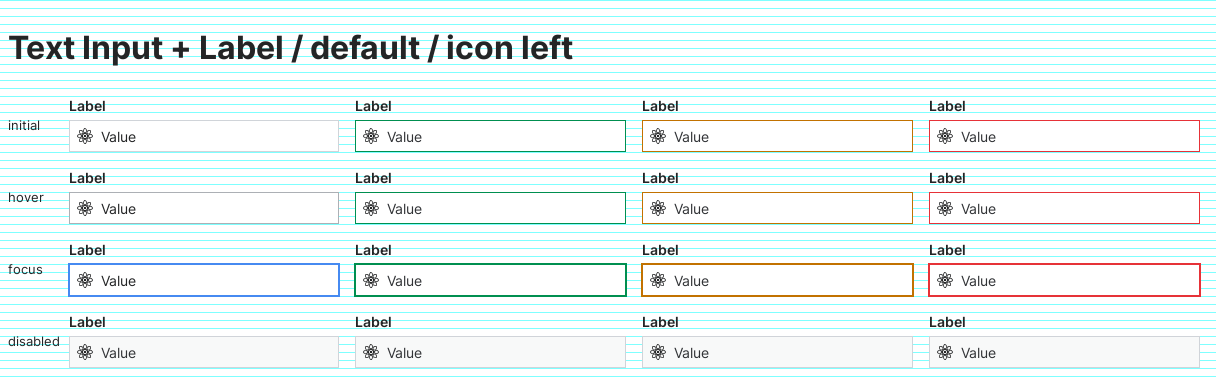 Text Input + Label / default / icon left
Label Label Label Label
initial Value Value Value Value
Label Label Label Label
hover Value Value Value Value
Label Label Label Label
focus Value Value Value Value
Label Label Label Label
disabled Value Value Value Value